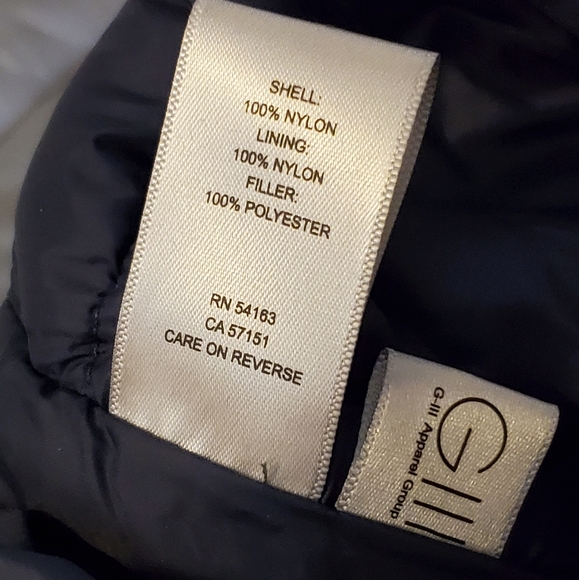 SHELL:
100% NYLON
LINING:
100% NYLON
FILLER:
100% POLYESTER
RN 54163
CA 57151
CARE ON REVERSE
GIII
G-III Apparel Group